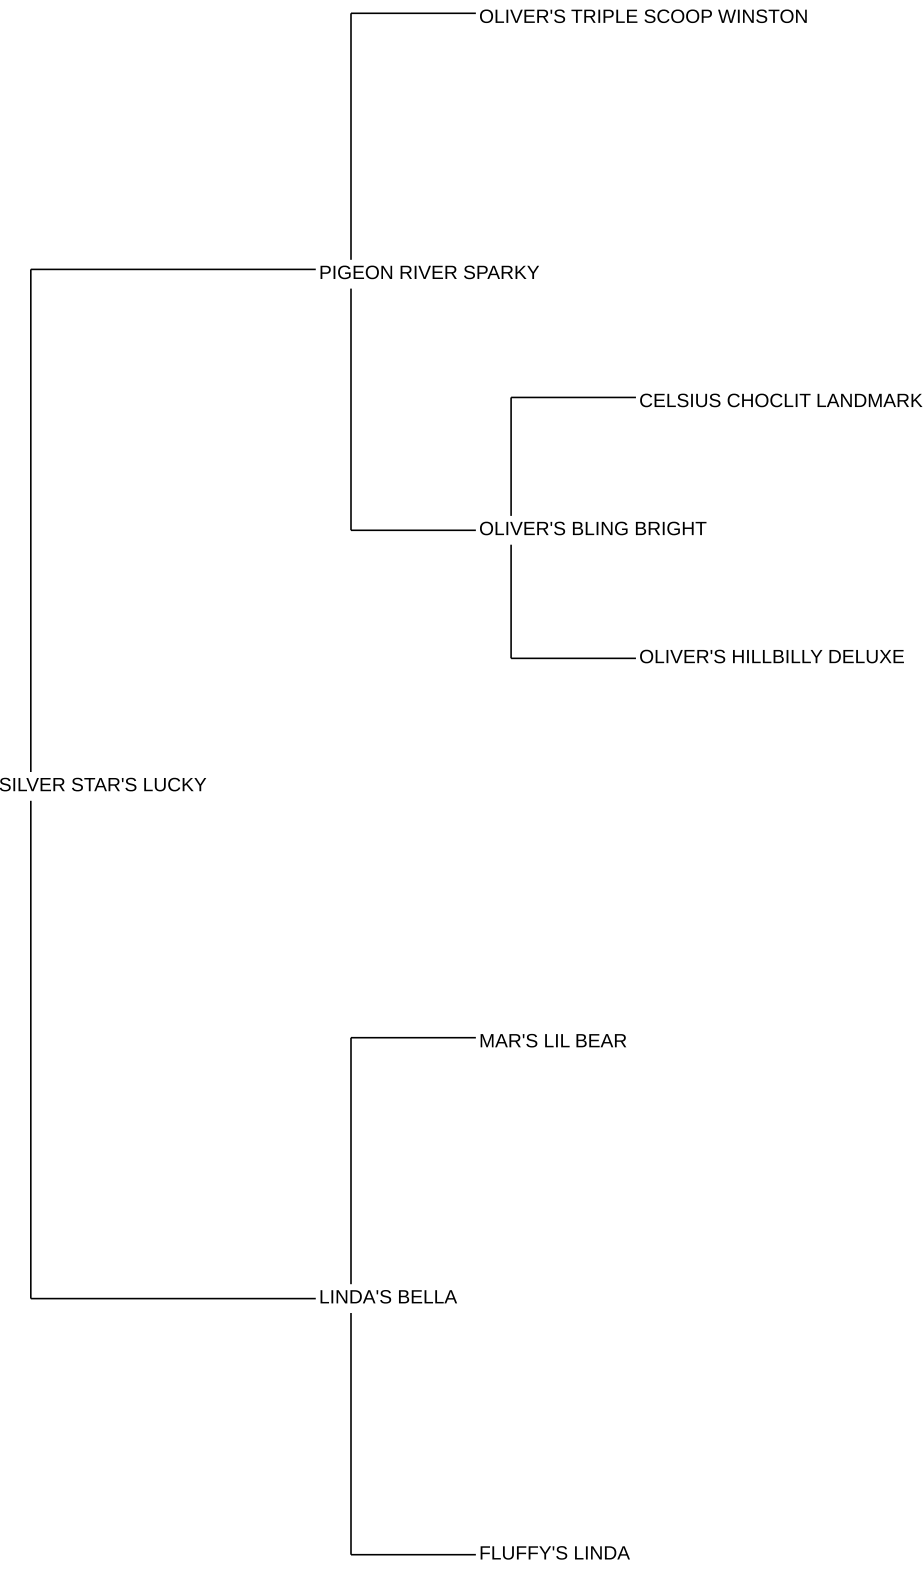 OLIVER'S TRIPLE SCOOP WINSTON
PIGEON RIVER SPARKY
CELSIUS CHOCLIT LANDMARK
OLIVER'S BLING BRIGHT
OLIVER'S HILLBILLY DELUXE
SILVER STAR'S LUCKY
MAR'S LIL BEAR
LINDA'S BELLA
FLUFFY'S LINDA